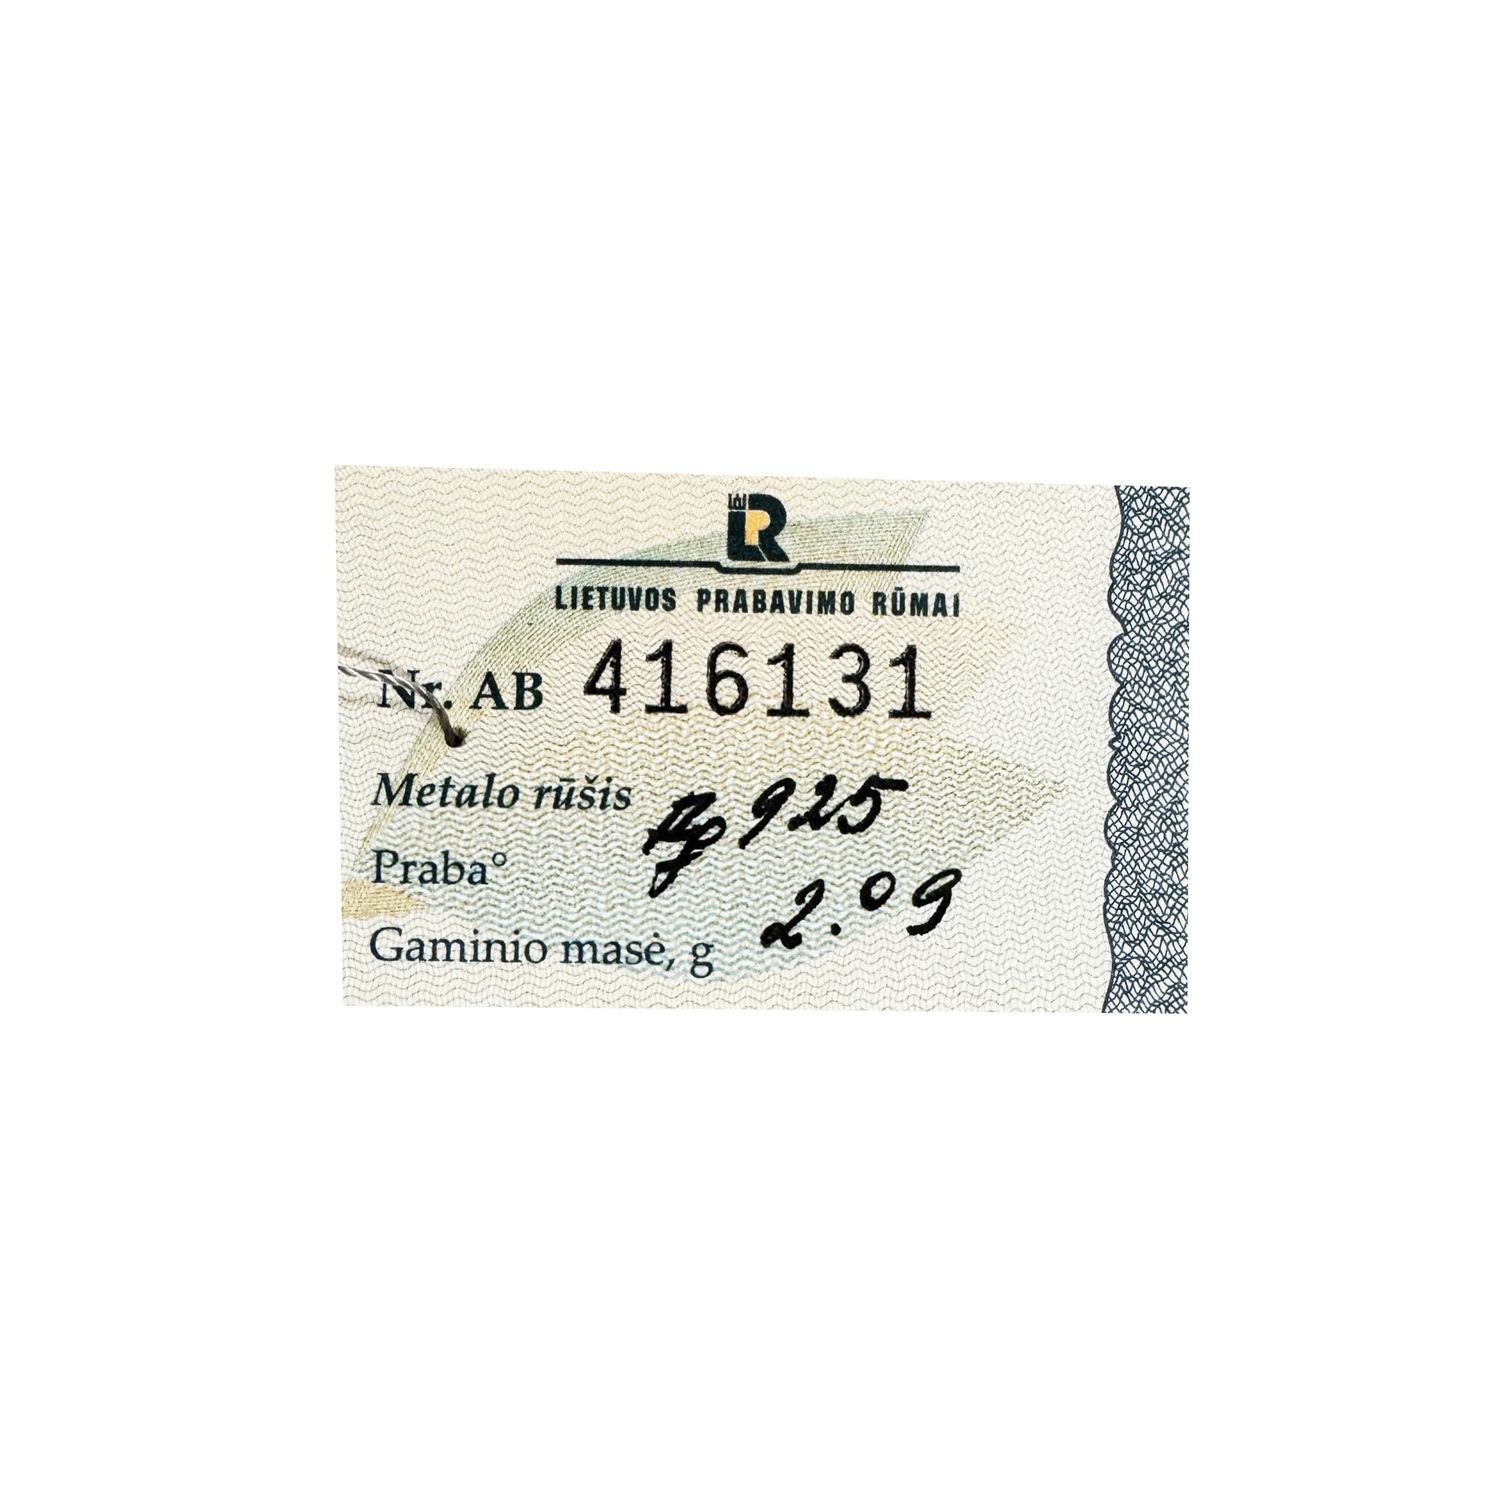 LIETUVOS PRABAVIMO RŪMAI
Nr. AB 416131
Metalo rūšis Ag 925
Praba°
Gaminio masė, g 2.09